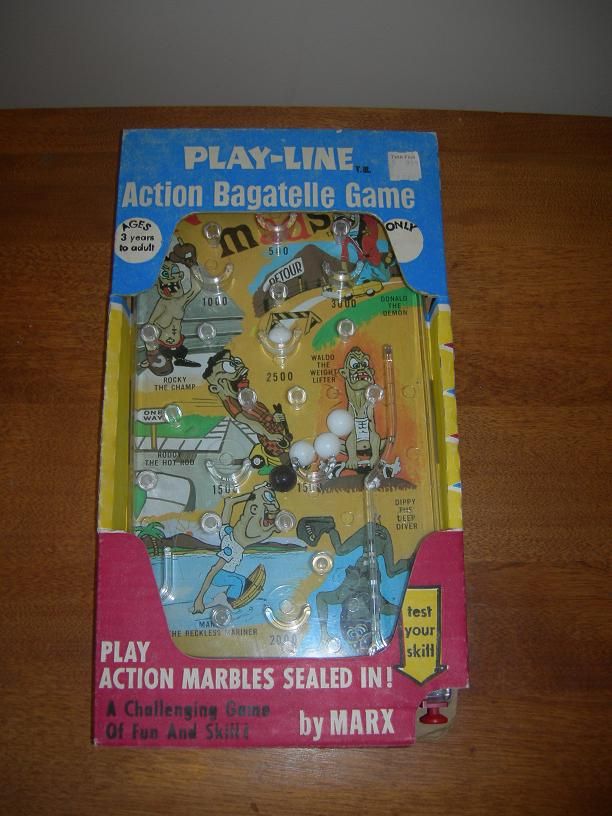 PLAY-LINE T.M.
Action Bagatelle Game
AGES
3 years
to adult
ONLY
500
DETOUR
1000
3000
DONALD
THE
DEMON
2500
WALDO
THE
WEIGHT
LIFTER
ROCKY
THE CHAMP
ONE
WAY
RODDY
THE HOT ROD
1500
DIPPY
THE
DEEP
DIVER
THE RECKLESS MARINER
2000
test
your
skill
PLAY
ACTION MARBLES SEALED IN!
A Challenging Game
Of Fun And Skill!
by MARX